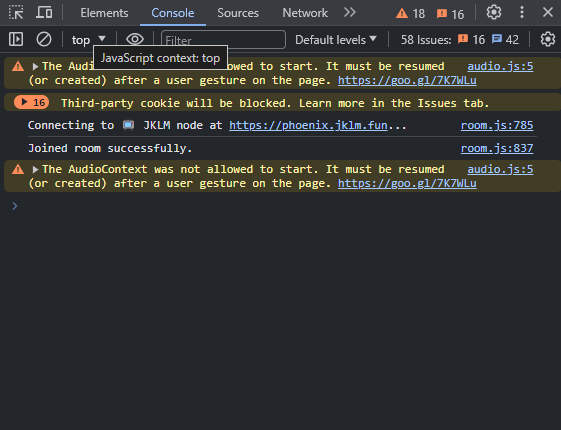 Elements Console Sources Network 18 16
top Filter Default levels 58 Issues: 16 42
JavaScript context: top
The Audi owed to start. It must be resumed audio.js:5
(or created) after a user gesture on the page. https://goo.gl/7K7WLu
16 Third-party cookie will be blocked. Learn more in the Issues tab.
Connecting to JKLM node at https://phoenix.jklm.fun... room.js:785
Joined room successfully. room.js:837
The AudioContext was not allowed to start. It must be resumed audio.js:5
(or created) after a user gesture on the page. https://goo.gl/7K7WLu